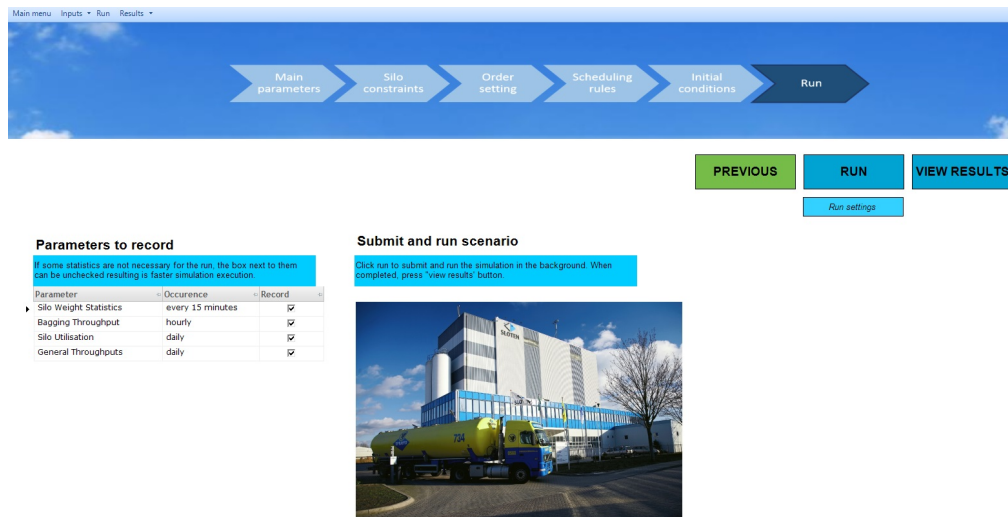 Main menu Inputs Run Results
Main parameters
Silo constraints
Order setting
Scheduling rules
Initial conditions
Run
PREVIOUS
RUN
VIEW RESULTS
Run settings
Parameters to record
If some statistics are not necessary for the run, the box next to them
can be unchecked resulting is faster simulation execution.
Parameter Occurence Record
Silo Weight Statistics every 15 minutes
Bagging Throughput hourly
Silo Utilisation daily
General Throughputs daily
Submit and run scenario
Click run to submit and run the simulation in the background. When
completed, press "view results' button.
SLOTEN
734